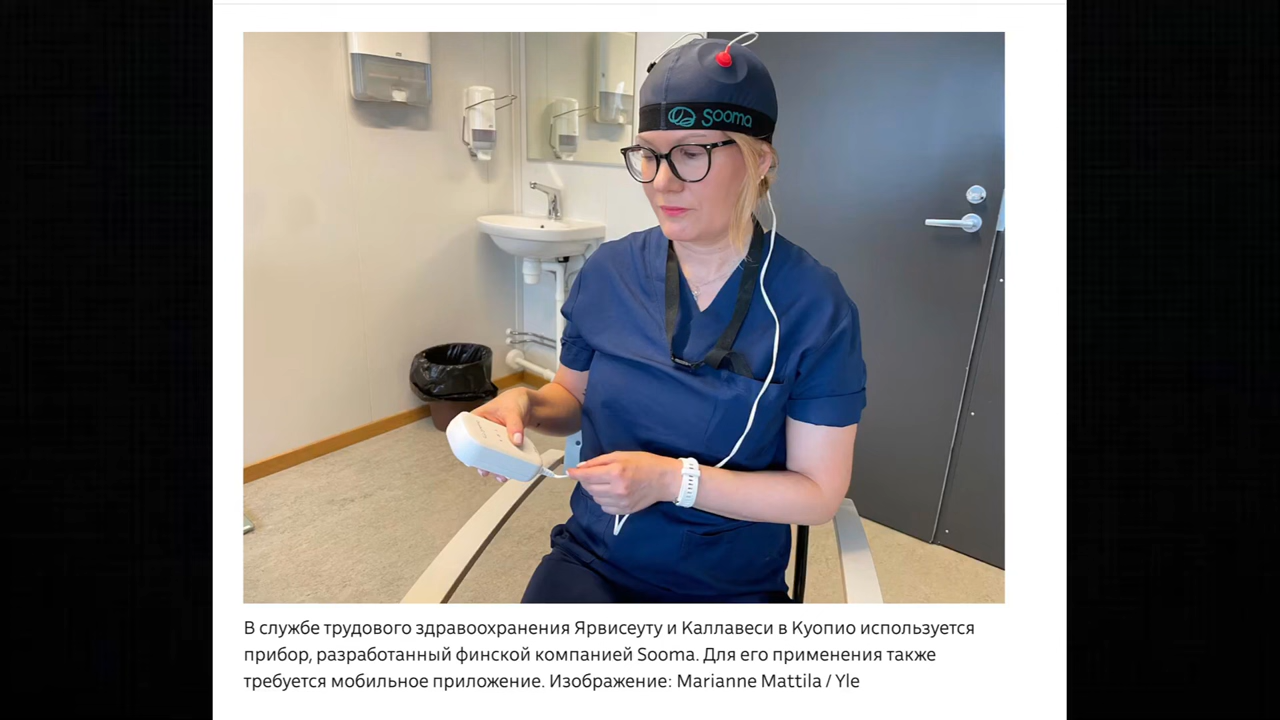 Sooma
В службе трудового здравоохранения Ярвисеуту и Каллавеси в Куопио используется
прибор, разработанный финской компанией Sooma. Для его применения также
требуется мобильное приложение. Изображение: Marianne Mattila / Yle